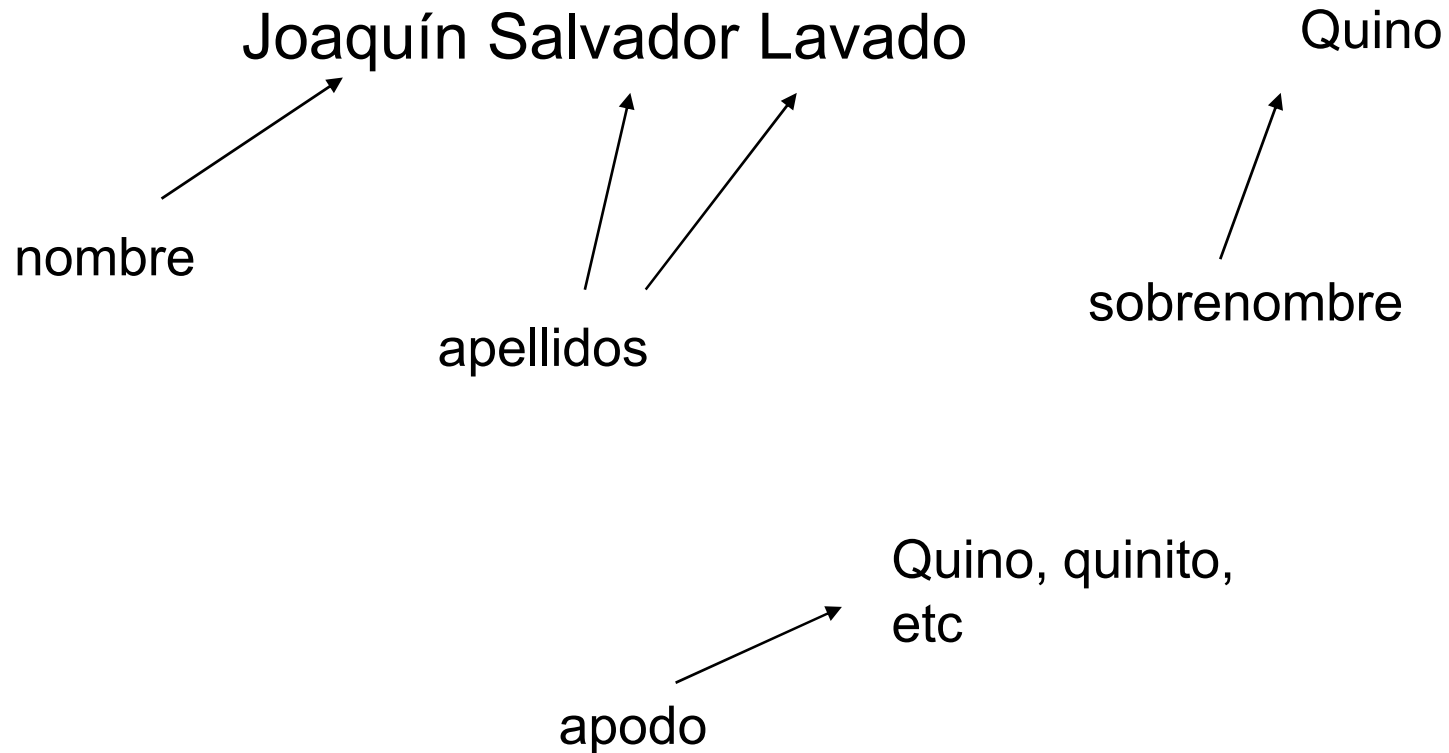 Joaquín Salvador Lavado
Quino
nombre
sobrenombre
apellidos
Quino, quinito,
etc
apodo